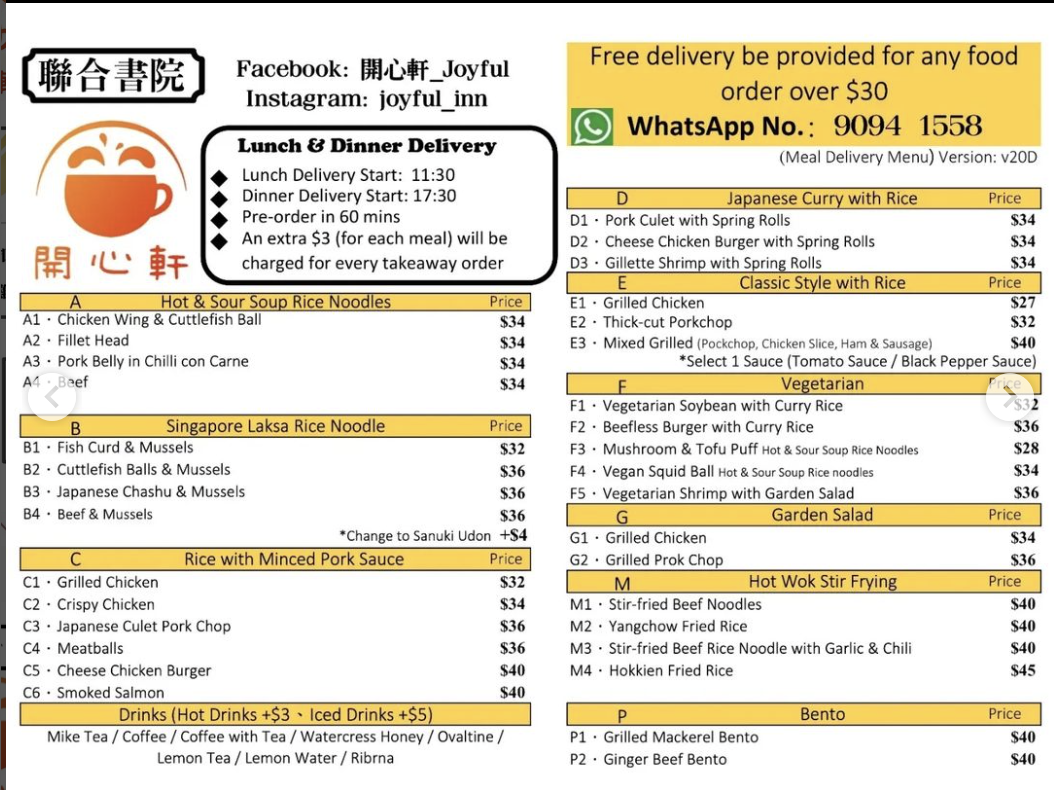 聯合書院
Facebook: 開心軒_Joyful
Instagram: joyful_inn
開心軒
Lunch & Dinner Delivery
◆ Lunch Delivery Start: 11:30
◆ Dinner Delivery Start: 17:30
◆ Pre-order in 60 mins
◆ An extra $3 (for each meal) will be
charged for every takeaway order
A Hot & Sour Soup Rice Noodles Price
A1・Chicken Wing & Cuttlefish Ball $34
A2・Fillet Head $34
A3・Pork Belly in Chilli con Carne $34
A4・Beef $34
B Singapore Laksa Rice Noodle Price
B1・Fish Curd & Mussels $32
B2・Cuttlefish Balls & Mussels $36
B3・Japanese Chashu & Mussels $36
B4・Beef & Mussels $36
*Change to Sanuki Udon +$4
C Rice with Minced Pork Sauce Price
C1・Grilled Chicken $32
C2・Crispy Chicken $34
C3・Japanese Culet Pork Chop $36
C4・Meatballs $36
C5・Cheese Chicken Burger $40
C6・Smoked Salmon $40
Drinks (Hot Drinks +$3、Iced Drinks +$5)
Mike Tea / Coffee / Coffee with Tea / Watercress Honey / Ovaltine /
Lemon Tea / Lemon Water / Ribrna
Free delivery be provided for any food
order over $30
WhatsApp No.: 9094 1558
(Meal Delivery Menu) Version: v20D
D Japanese Curry with Rice Price
D1・Pork Culet with Spring Rolls $34
D2・Cheese Chicken Burger with Spring Rolls $34
D3・Gillette Shrimp with Spring Rolls $34
E Classic Style with Rice Price
E1・Grilled Chicken $27
E2・Thick-cut Porkchop $32
E3・Mixed Grilled (Pockchop, Chicken Slice, Ham & Sausage) $40
*Select 1 Sauce (Tomato Sauce / Black Pepper Sauce)
F Vegetarian Price
F1・Vegetarian Soybean with Curry Rice $32
F2・Beefless Burger with Curry Rice $36
F3・Mushroom & Tofu Puff Hot & Sour Soup Rice Noodles $28
F4・Vegan Squid Ball Hot & Sour Soup Rice noodles $34
F5・Vegetarian Shrimp with Garden Salad $36
G Garden Salad Price
G1・Grilled Chicken $34
G2・Grilled Prok Chop $36
M Hot Wok Stir Frying Price
M1・Stir-fried Beef Noodles $40
M2・Yangchow Fried Rice $40
M3・Stir-fried Beef Rice Noodle with Garlic & Chili $40
M4・Hokkien Fried Rice $45
P Bento Price
P1・Grilled Mackerel Bento $40
P2・Ginger Beef Bento $40